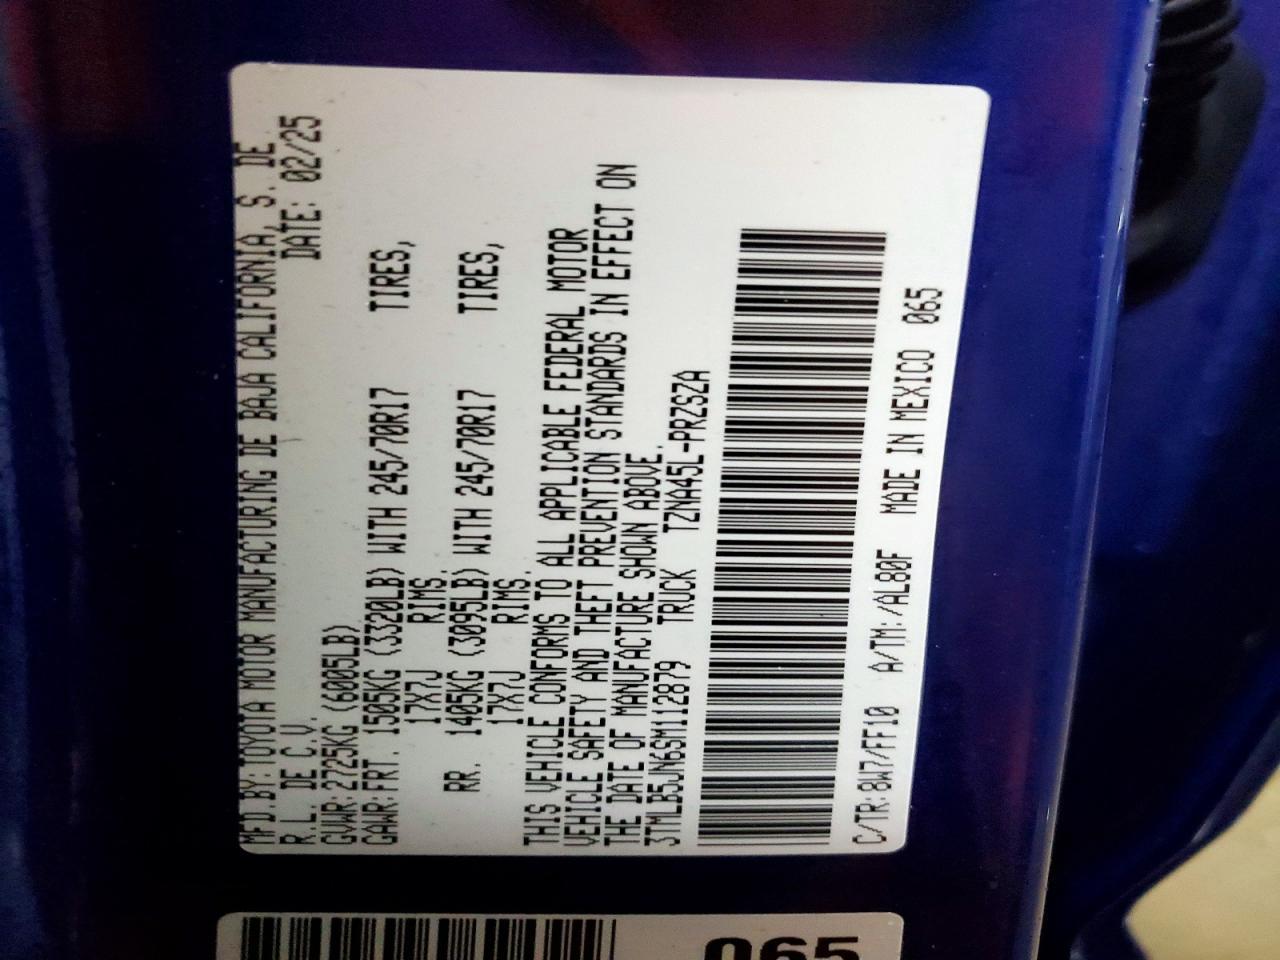 MFD.BY:TOYOTA MOTOR MANUFACTURING DE BAJA CALIFORNIA, S. DE
R.L. DE C.V. DATE: 02/25
GVWR:2725KG (6005LB)
GAWR:FRT. 1505KG (3320LB) WITH 245/70R17 TIRES,
17X7J RIMS.
RR. 1405KG (3095LB) WITH 245/70R17 TIRES,
17X7J RIMS.
THIS VEHICLE CONFORMS TO ALL APPLICABLE FEDERAL MOTOR
VEHICLE SAFETY AND THEFT PREVENTION STANDARDS IN EFFECT ON
THE DATE OF MANUFACTURE SHOWN ABOVE.
3TMLB5JN6SM112879 TRUCK TZNA45L-PRZSZA
C/TR:8W7/FF10 A/TM:/AL80F MADE IN MEXICO 065
065